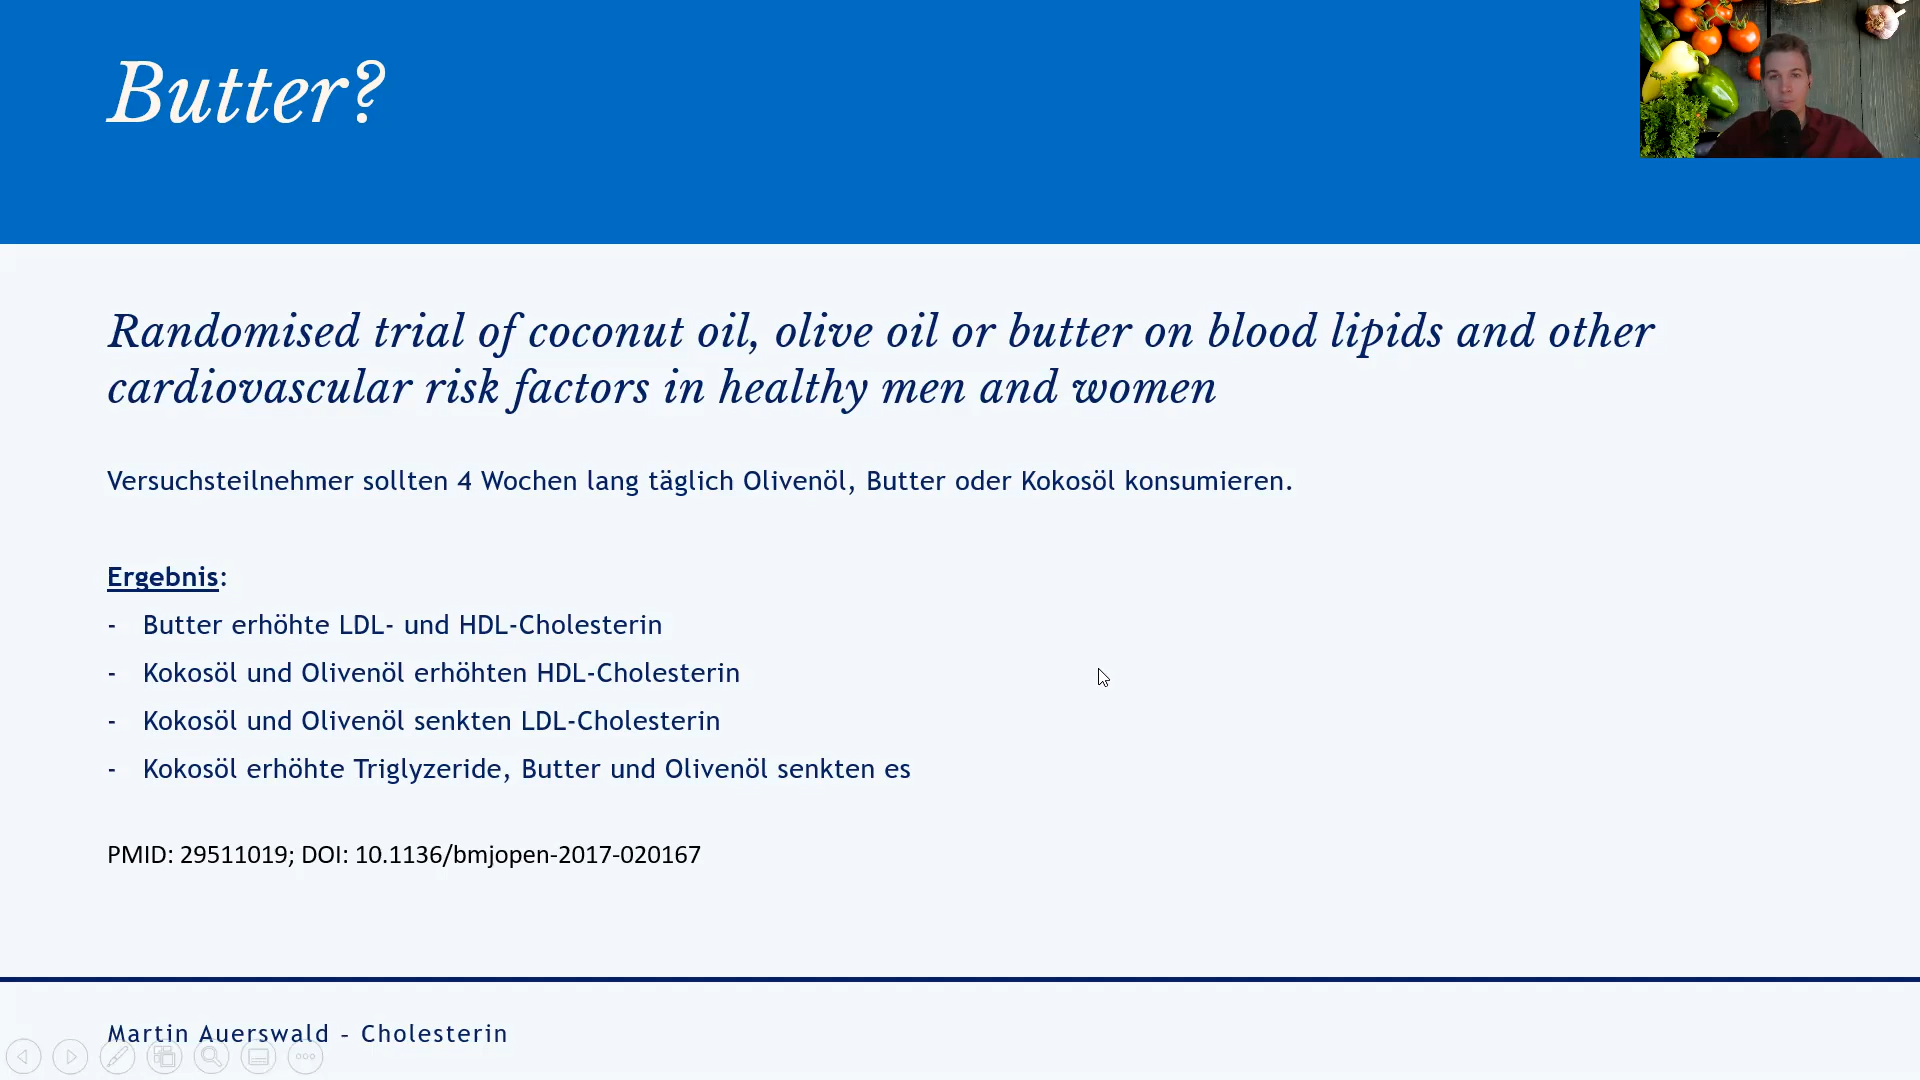 Butter?
Randomised trial of coconut oil, olive oil or butter on blood lipids and other
cardiovascular risk factors in healthy men and women
Versuchsteilnehmer sollten 4 Wochen lang täglich Olivenöl, Butter oder Kokosöl konsumieren.
Ergebnis:
- Butter erhöhte LDL- und HDL-Cholesterin
- Kokosöl und Olivenöl erhöhten HDL-Cholesterin
- Kokosöl und Olivenöl senkten LDL-Cholesterin
- Kokosöl erhöhte Triglyzeride, Butter und Olivenöl senkten es
PMID: 29511019; DOI: 10.1136/bmjopen-2017-020167
Martin Auerswald – Cholesterin